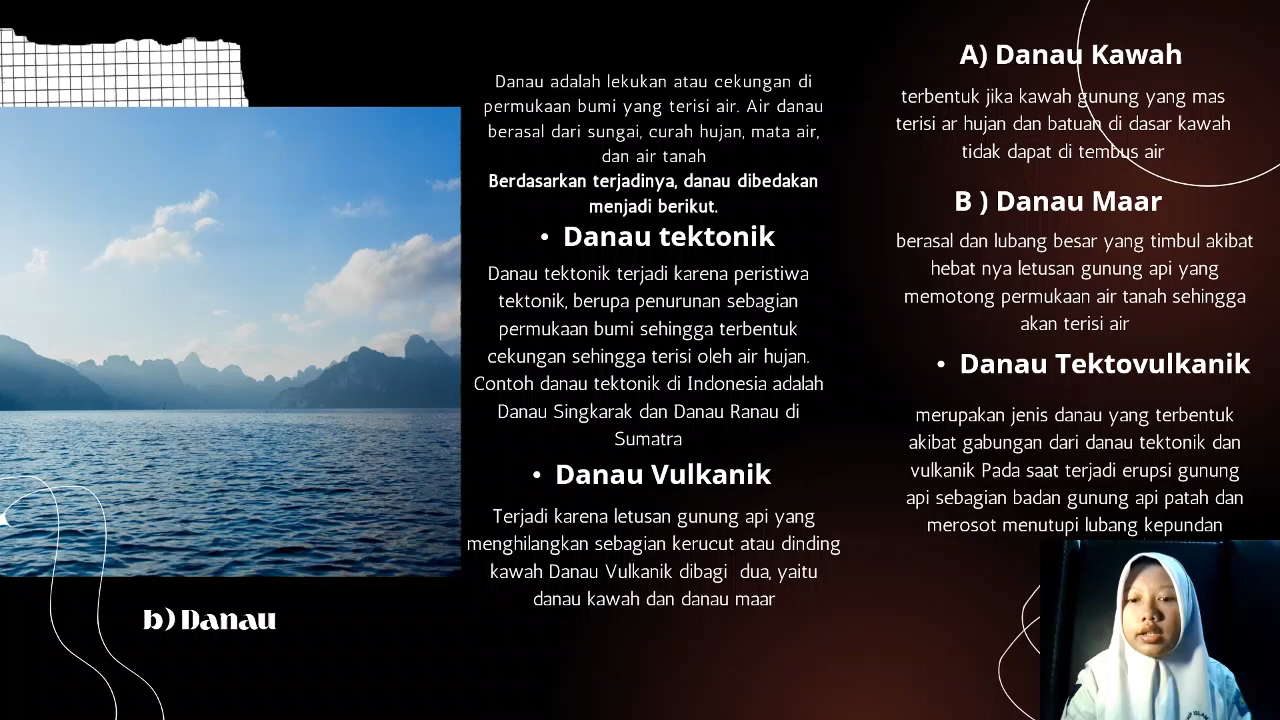 Danau adalah lekukan atau cekungan di
permukaan bumi yang terisi air. Air danau
berasal dari sungai, curah hujan, mata air,
dan air tanah
Berdasarkan terjadinya, danau dibedakan
menjadi berikut.
• Danau tektonik
Danau tektonik terjadi karena peristiwa
tektonik, berupa penurunan sebagian
permukaan bumi sehingga terbentuk
cekungan sehingga terisi oleh air hujan.
Contoh danau tektonik di Indonesia adalah
Danau Singkarak dan Danau Ranau di
Sumatra
• Danau Vulkanik
Terjadi karena letusan gunung api yang
menghilangkan sebagian kerucut atau dinding
kawah Danau Vulkanik dibagi dua, yaitu
danau kawah dan danau maar
A) Danau Kawah
terbentuk jika kawah gunung yang mas
terisi ar hujan dan batuan di dasar kawah
tidak dapat di tembus air
B ) Danau Maar
berasal dan lubang besar yang timbul akibat
hebat nya letusan gunung api yang
memotong permukaan air tanah sehingga
akan terisi air
• Danau Tektovulkanik
merupakan jenis danau yang terbentuk
akibat gabungan dari danau tektonik dan
vulkanik Pada saat terjadi erupsi gunung
api sebagian badan gunung api patah dan
merosot menutupi lubang kepundan
b) Danau